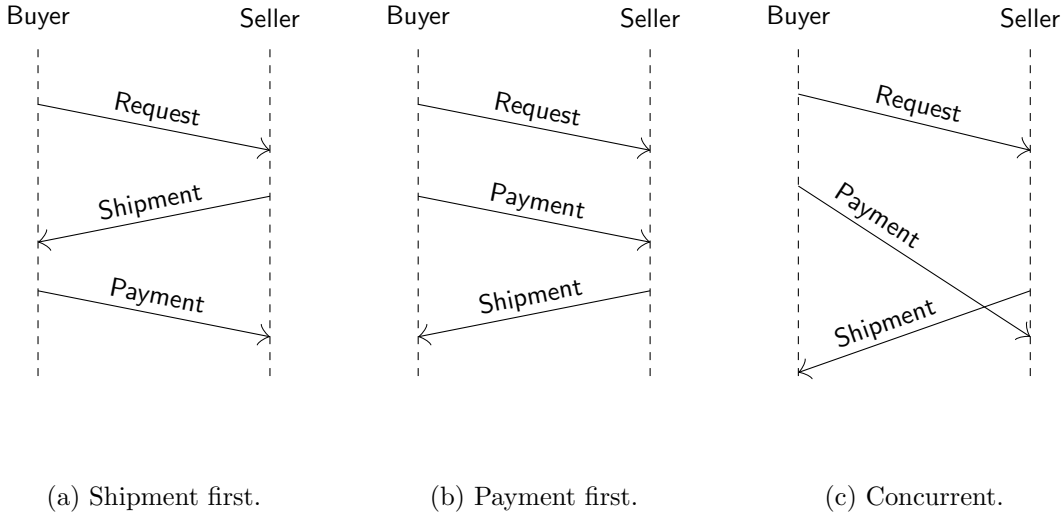 Buyer
Seller
Request
Shipment
Payment
(a) Shipment first.
Buyer
Seller
Request
Payment
Shipment
(b) Payment first.
Buyer
Seller
Request
Payment
Shipment
(c) Concurrent.